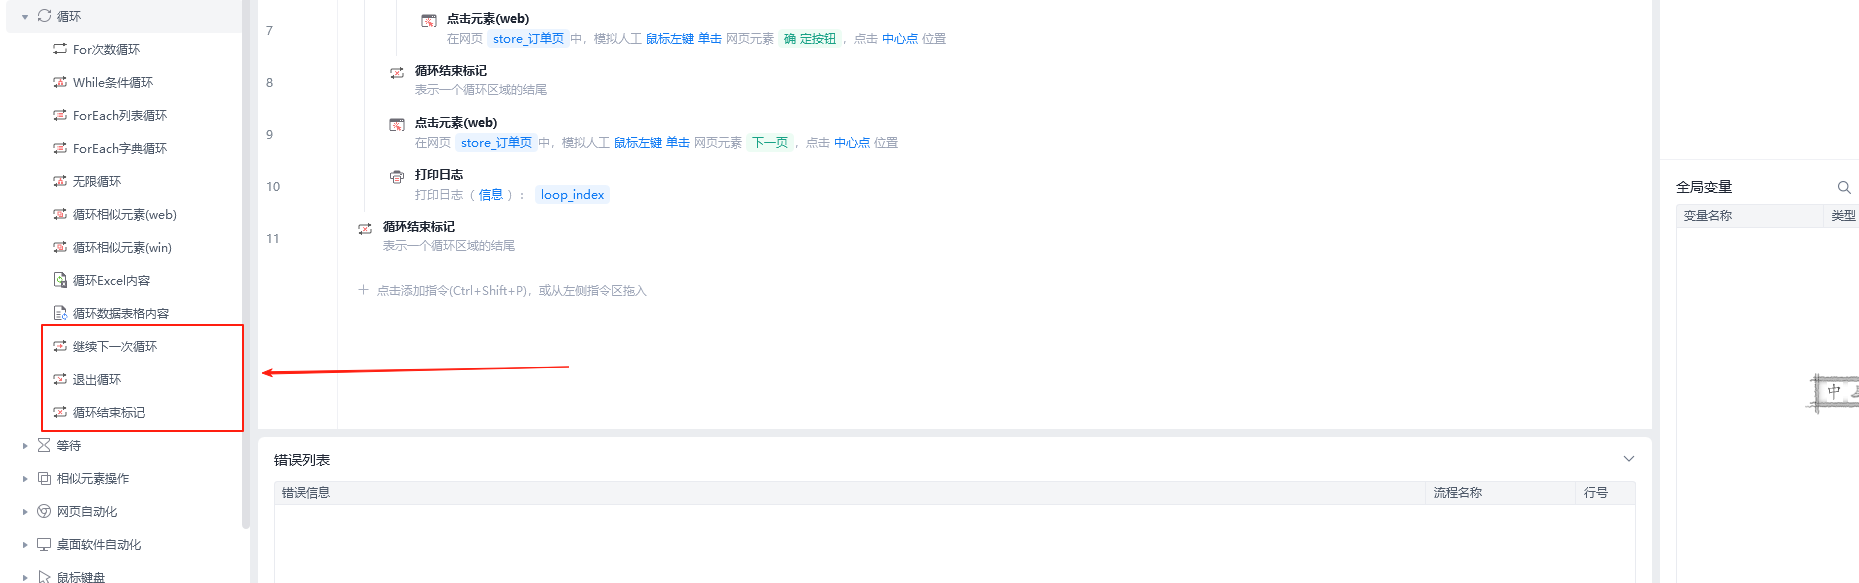 循环
For次数循环
While条件循环
ForEach列表循环
ForEach字典循环
无限循环
循环相似元素(web)
循环相似元素(win)
循环Excel内容
循环数据表格内容
继续下一次循环
退出循环
循环结束标记
等待
相似元素操作
网页自动化
桌面软件自动化
鼠标键盘
7
点击元素(web)
在网页 store_订单页 中，模拟人工 鼠标左键 单击 网页元素 确 定按钮 ，点击 中心点 位置
8
循环结束标记
表示一个循环区域的结尾
9
点击元素(web)
在网页 store_订单页 中，模拟人工 鼠标左键 单击 网页元素 下一页 ，点击 中心点 位置
10
打印日志
打印日志（ 信息 ）： loop_index
11
循环结束标记
表示一个循环区域的结尾
点击添加指令(Ctrl+Shift+P)，或从左侧指令区拖入
错误列表
错误信息 流程名称 行号
全局变量
变量名称 类型
中